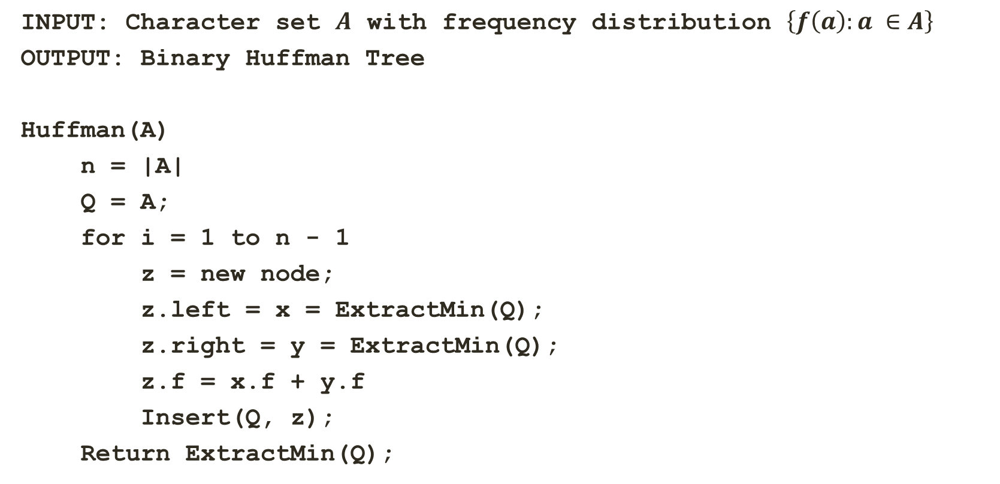 INPUT: Character set A with frequency distribution {f(a): a ∈ A}
OUTPUT: Binary Huffman Tree
Huffman(A)
n = |A|
Q = A;
for i = 1 to n - 1
z = new node;
z.left = x = ExtractMin(Q);
z.right = y = ExtractMin(Q);
z.f = x.f + y.f
Insert(Q, z);
Return ExtractMin(Q);